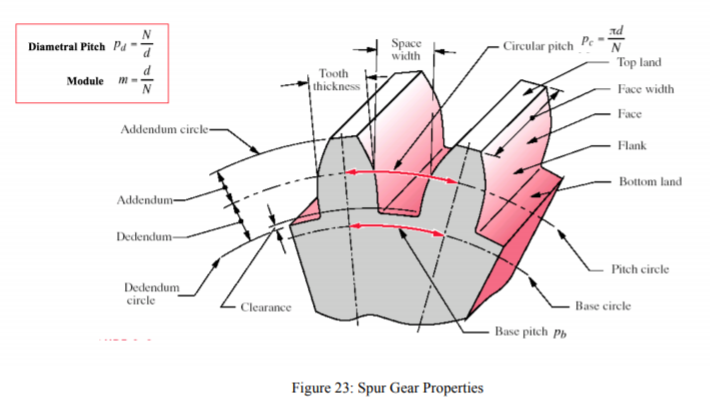 Diametral Pitch p_d = N/d
Module m = d/N
Space
width
Circular pitch p_c = πd/N
Tooth
thickness
Top land
Face width
Face
Flank
Bottom land
Addendum circle
Addendum
Dedendum
Dedendum
circle
Clearance
Pitch circle
Base circle
Base pitch p_b
Figure 23: Spur Gear Properties